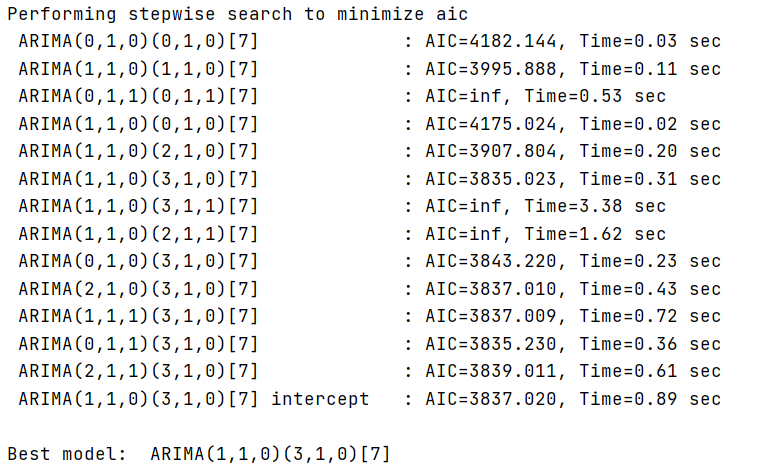 Performing stepwise search to minimize aic
 ARIMA(0,1,0)(0,1,0)[7]             : AIC=4182.144, Time=0.03 sec
 ARIMA(1,1,0)(1,1,0)[7]             : AIC=3995.888, Time=0.11 sec
 ARIMA(0,1,1)(0,1,1)[7]             : AIC=inf, Time=0.53 sec
 ARIMA(1,1,0)(0,1,0)[7]             : AIC=4175.024, Time=0.02 sec
 ARIMA(1,1,0)(2,1,0)[7]             : AIC=3907.804, Time=0.20 sec
 ARIMA(1,1,0)(3,1,0)[7]             : AIC=3835.023, Time=0.31 sec
 ARIMA(1,1,0)(3,1,1)[7]             : AIC=inf, Time=3.38 sec
 ARIMA(1,1,0)(2,1,1)[7]             : AIC=inf, Time=1.62 sec
 ARIMA(0,1,0)(3,1,0)[7]             : AIC=3843.220, Time=0.23 sec
 ARIMA(2,1,0)(3,1,0)[7]             : AIC=3837.010, Time=0.43 sec
 ARIMA(1,1,1)(3,1,0)[7]             : AIC=3837.009, Time=0.72 sec
 ARIMA(0,1,1)(3,1,0)[7]             : AIC=3835.230, Time=0.36 sec
 ARIMA(2,1,1)(3,1,0)[7]             : AIC=3839.011, Time=0.61 sec
 ARIMA(1,1,0)(3,1,0)[7] intercept   : AIC=3837.020, Time=0.89 sec

Best model:  ARIMA(1,1,0)(3,1,0)[7]